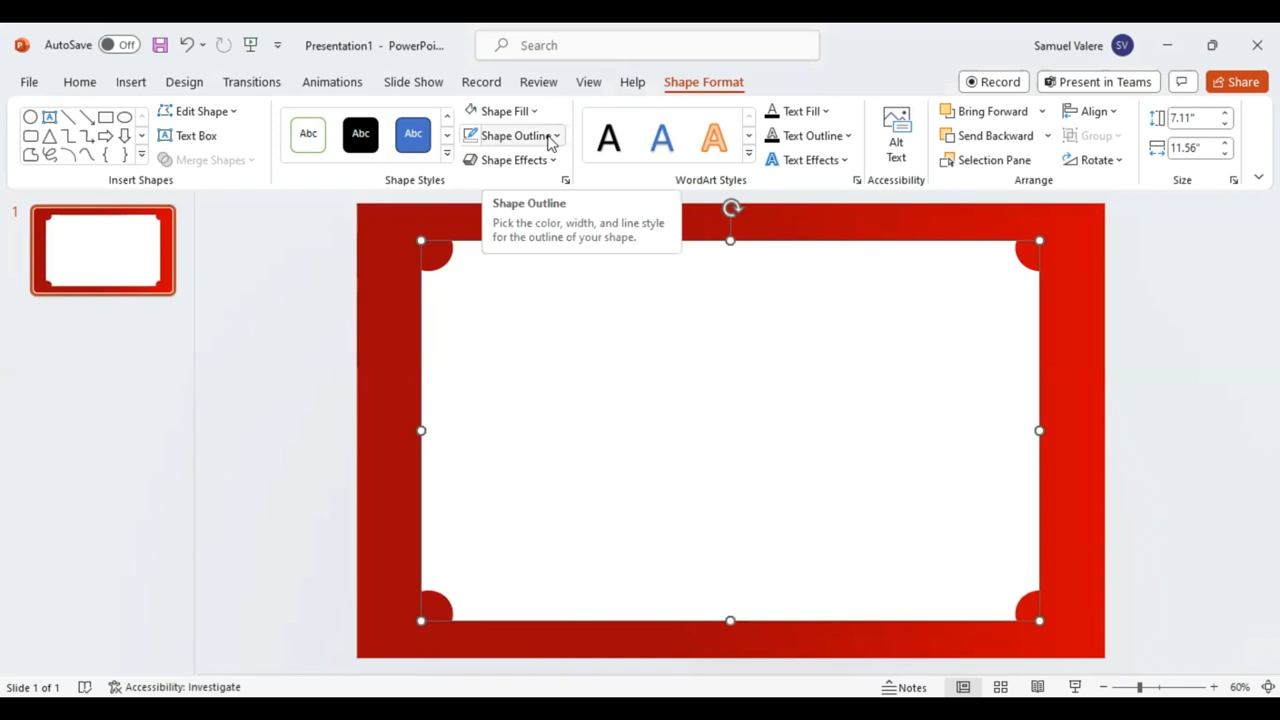 AutoSave Off Presentation1 - PowerPoi... Search Samuel Valere SV
File Home Insert Design Transitions Animations Slide Show Record Review View Help Shape Format Record Present in Teams Share
Edit Shape Text Box Merge Shapes
Insert Shapes
Abc Abc Abc
Shape Fill
Shape Outline
Shape Effects
Shape Styles
A A A
Text Fill
Text Outline
Text Effects
WordArt Styles
Alt
Text
Accessibility
Bring Forward
Send Backward
Selection Pane
Align
Group
Rotate
Arrange
7.11"
11.56"
Size
Shape Outline
Pick the color, width, and line style
for the outline of your shape.
1
Slide 1 of 1 Accessibility: Investigate Notes 60%